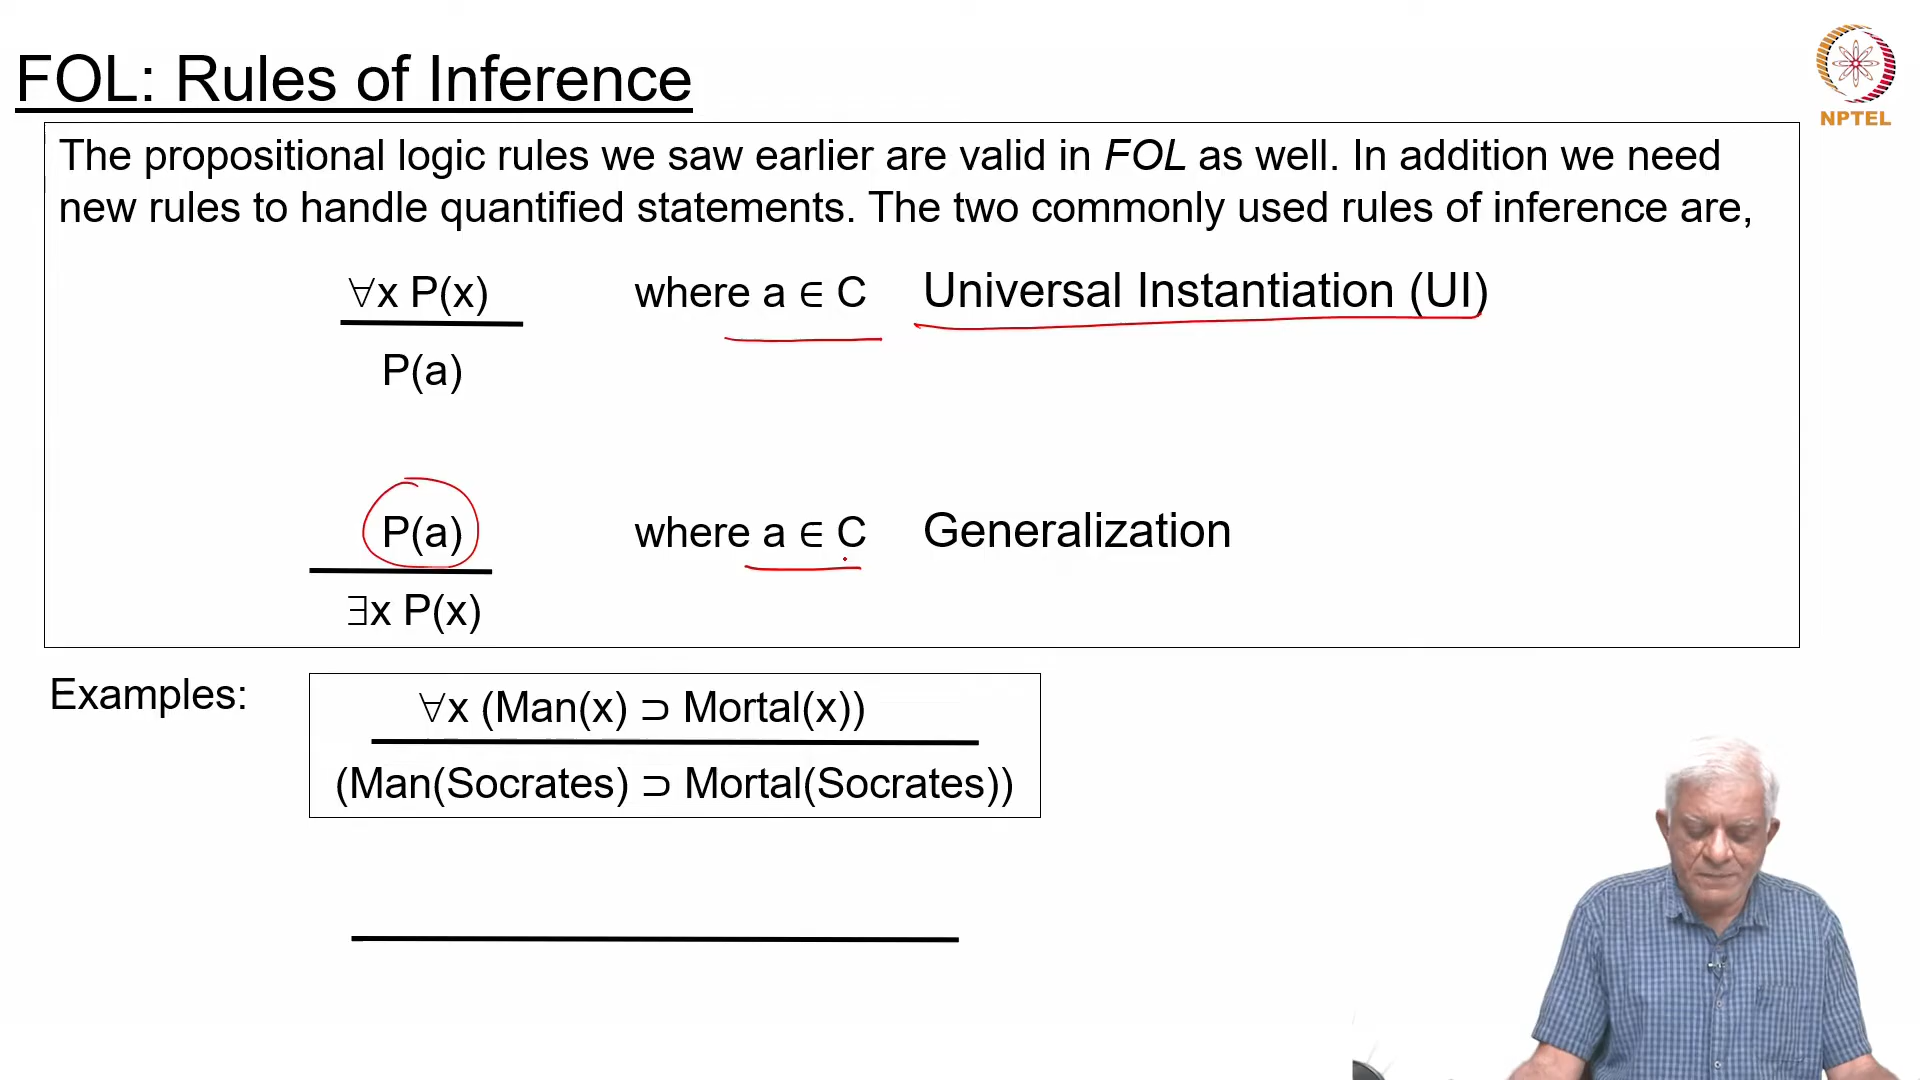 FOL: Rules of Inference
NPTEL
The propositional logic rules we saw earlier are valid in FOL as well. In addition we need
new rules to handle quantified statements. The two commonly used rules of inference are,
∀x P(x) where a ∈ C Universal Instantiation (UI)
P(a)
P(a) where a ∈ C Generalization
∃x P(x)
Examples:
∀x (Man(x) ⊃ Mortal(x))
(Man(Socrates) ⊃ Mortal(Socrates))